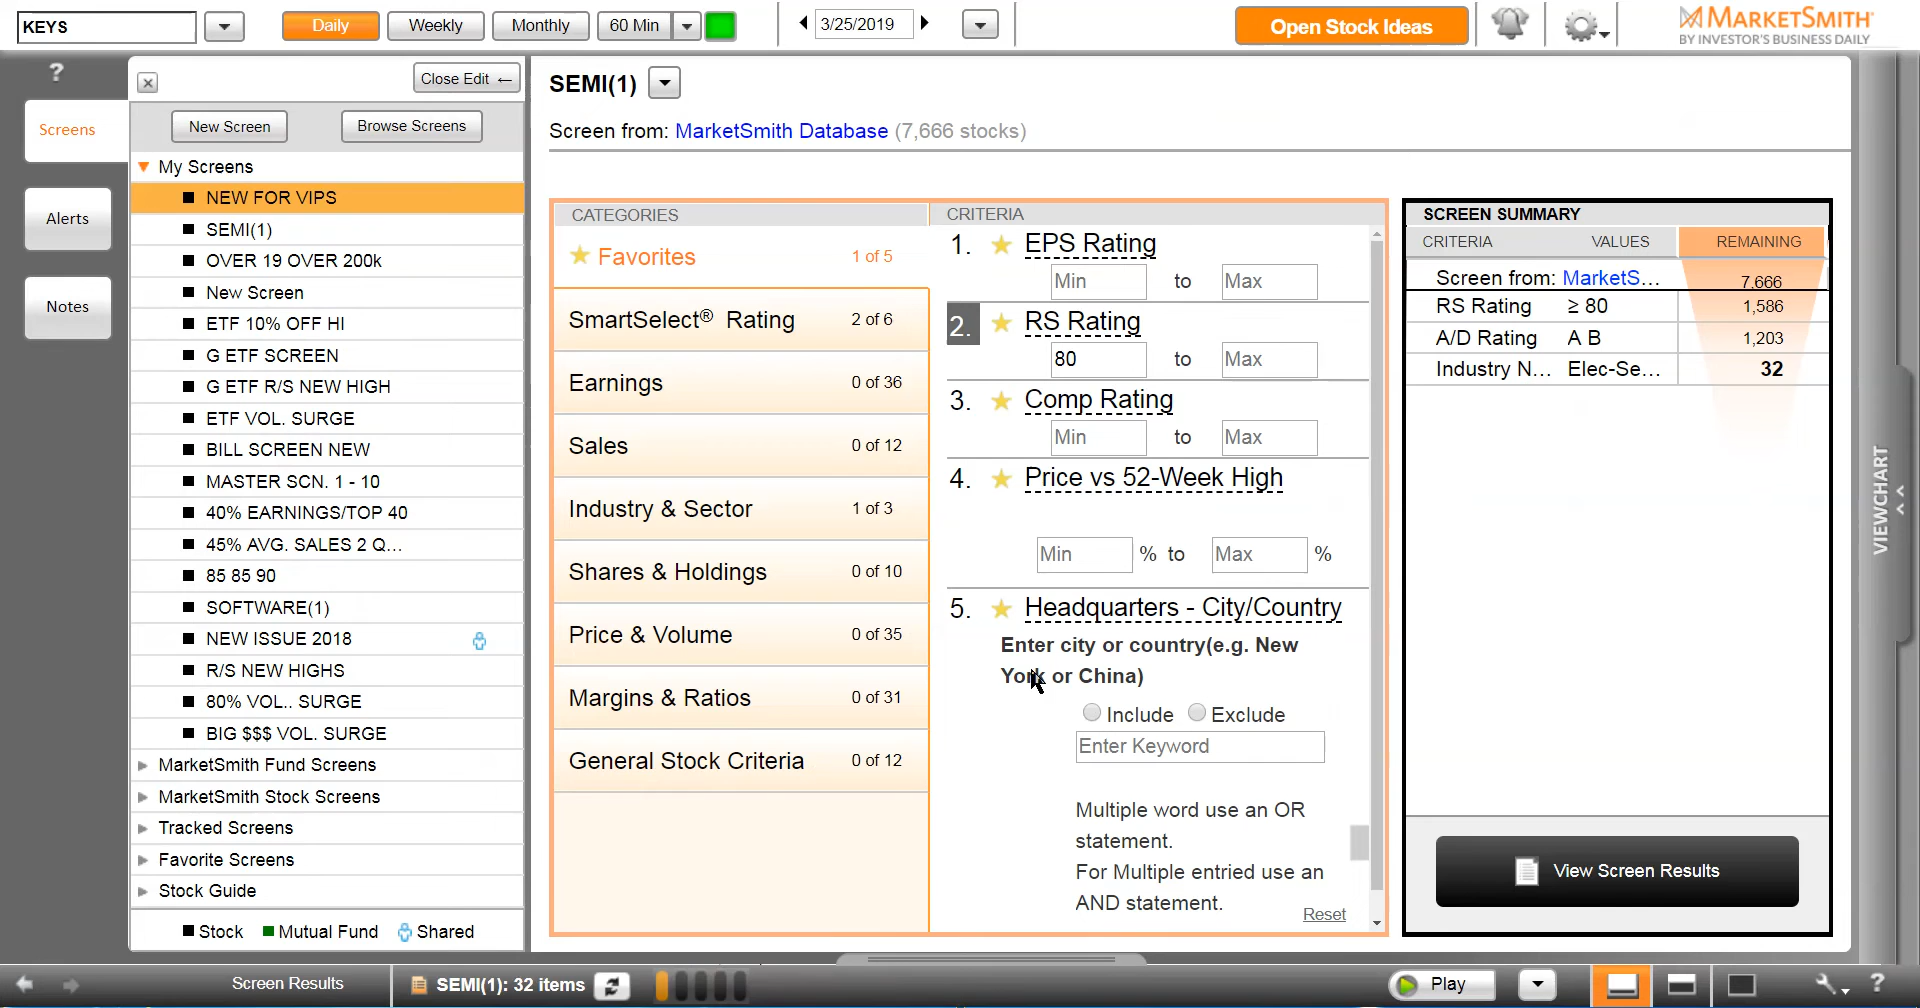 KEYS
Daily
Weekly
Monthly
60 Min
3/25/2019
Open Stock Ideas
MARKETSMITH
BY INVESTOR'S BUSINESS DAILY
?
Screens
Alerts
Notes
x
Close Edit ←
New Screen
Browse Screens
My Screens
NEW FOR VIPS
SEMI(1)
OVER 19 OVER 200k
New Screen
ETF 10% OFF HI
G ETF SCREEN
G ETF R/S NEW HIGH
ETF VOL. SURGE
BILL SCREEN NEW
MASTER SCN. 1 - 10
40% EARNINGS/TOP 40
45% AVG. SALES 2 Q...
85 85 90
SOFTWARE(1)
NEW ISSUE 2018
R/S NEW HIGHS
80% VOL.. SURGE
BIG $$$ VOL. SURGE
MarketSmith Fund Screens
MarketSmith Stock Screens
Tracked Screens
Favorite Screens
Stock Guide
Stock Mutual Fund Shared
SEMI(1)
Screen from: MarketSmith Database (7,666 stocks)
CATEGORIES
Favorites 1 of 5
SmartSelect® Rating 2 of 6
Earnings 0 of 36
Sales 0 of 12
Industry & Sector 1 of 3
Shares & Holdings 0 of 10
Price & Volume 0 of 35
Margins & Ratios 0 of 31
General Stock Criteria 0 of 12
CRITERIA
1. EPS Rating
Min to Max
2. RS Rating
80 to Max
3. Comp Rating
Min to Max
4. Price vs 52-Week High
Min % to Max %
5. Headquarters - City/Country
Enter city or country(e.g. New
York or China)
Include Exclude
Enter Keyword
Multiple word use an OR
statement.
For Multiple entried use an
AND statement.
Reset
SCREEN SUMMARY
CRITERIA VALUES REMAINING
Screen from: MarketS... 7,666
RS Rating ≥ 80 1,586
A/D Rating A B 1,203
Industry N... Elec-Se... 32
View Screen Results
VIEWCHART
Screen Results
SEMI(1): 32 items
Play
?